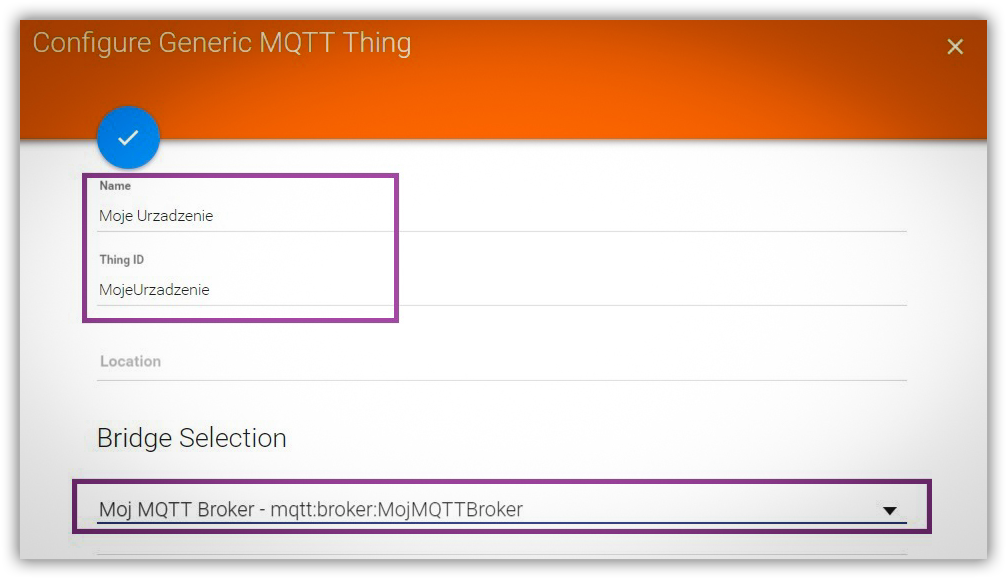 Configure Generic MQTT Thing
Name
Moje Urzadzenie
Thing ID
MojeUrzadzenie
Location
Bridge Selection
Moj MQTT Broker - mqtt:broker:MojMQTTBroker